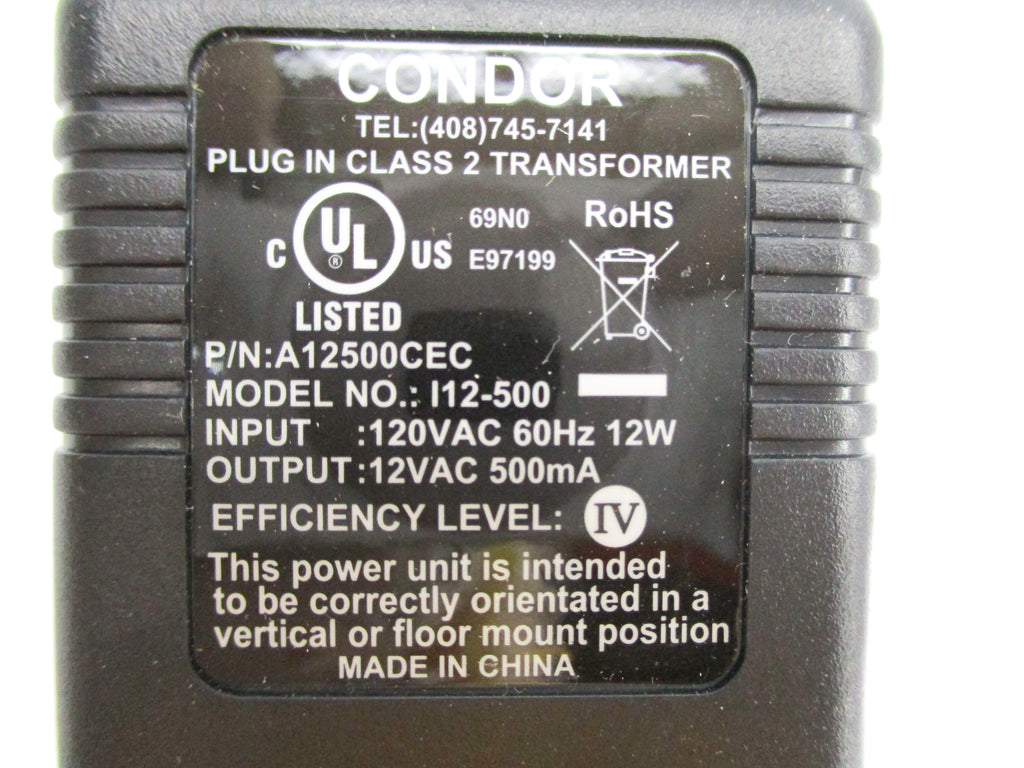 CONDOR
TEL:(408)745-7141
PLUG IN CLASS 2 TRANSFORMER
C UL ® US
LISTED
69N0
E97199
RoHS
P/N:A12500CEC
MODEL NO.: I12-500
INPUT :120VAC 60Hz 12W
OUTPUT:12VAC 500mA
EFFICIENCY LEVEL: IV
This power unit is intended
to be correctly orientated in a
vertical or floor mount position
MADE IN CHINA